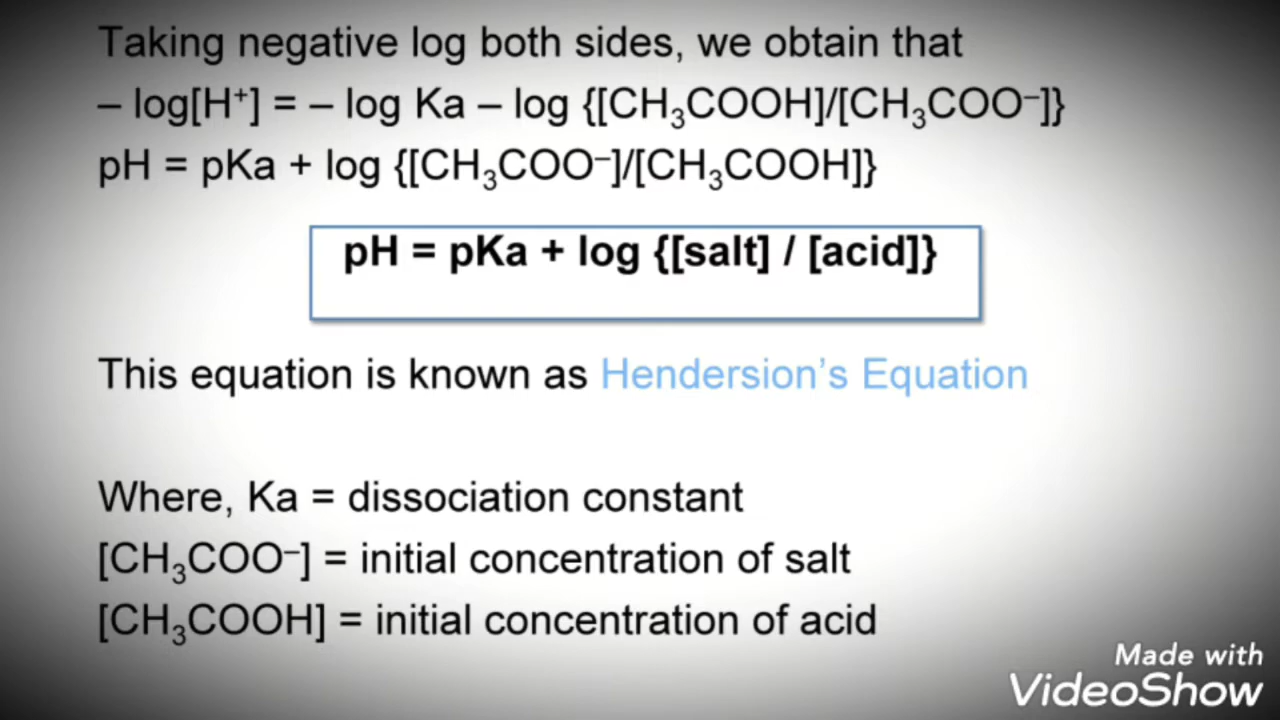 Taking negative log both sides, we obtain that
– log[H⁺] = – log Ka – log {[CH₃COOH]/[CH₃COO⁻]}
pH = pKa + log {[CH₃COO⁻]/[CH₃COOH]}
pH = pKa + log {[salt] / [acid]}
This equation is known as Hendersion’s Equation
Where, Ka = dissociation constant
[CH₃COO⁻] = initial concentration of salt
[CH₃COOH] = initial concentration of acid
Made with
VideoShow